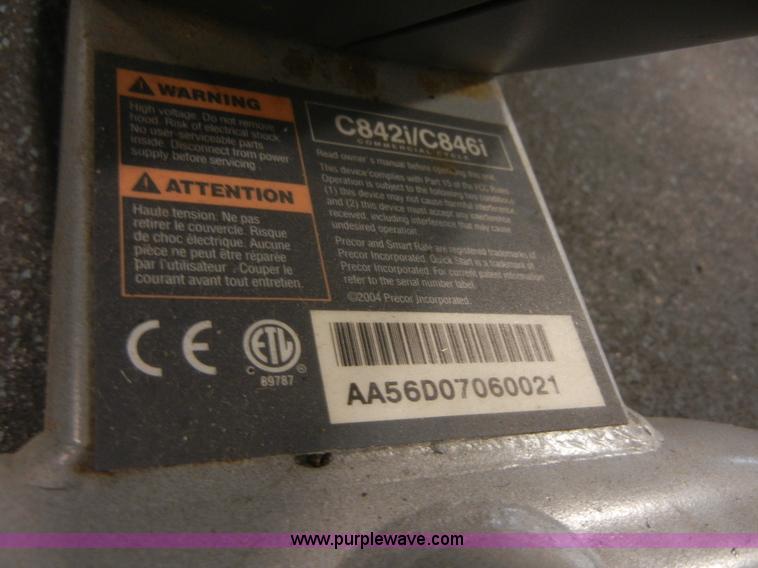 WARNING
High voltage. Do not remove
hood. Risk of electrical shock.
No user-serviceable parts
inside. Disconnect from power
supply before servicing.
ATTENTION
Haute tension. Ne pas
retirer le couvercle. Risque
de choc électrique. Aucune
pièce ne peut être réparée
par l'utilisateur. Couper le
courant avant tout entretien.
C842i/C846i
COMMERCIAL CYCLE
Read owner's manual before operating this unit.
This device complies with Part 15 of the FCC Rules.
Operation is subject to the following two conditions:
(1) this device may not cause harmful interference,
and (2) this device must accept any interference
received, including interference that may cause
undesired operation.
Precor and Smart Rate are registered trademarks of
Precor Incorporated. Quick Start is a trademark of
Precor Incorporated. For current patent information
refer to the serial number label.
©2004 Precor Incorporated.
CE
ETL
C
®
89787
AA56D07060021
www.purplewave.com